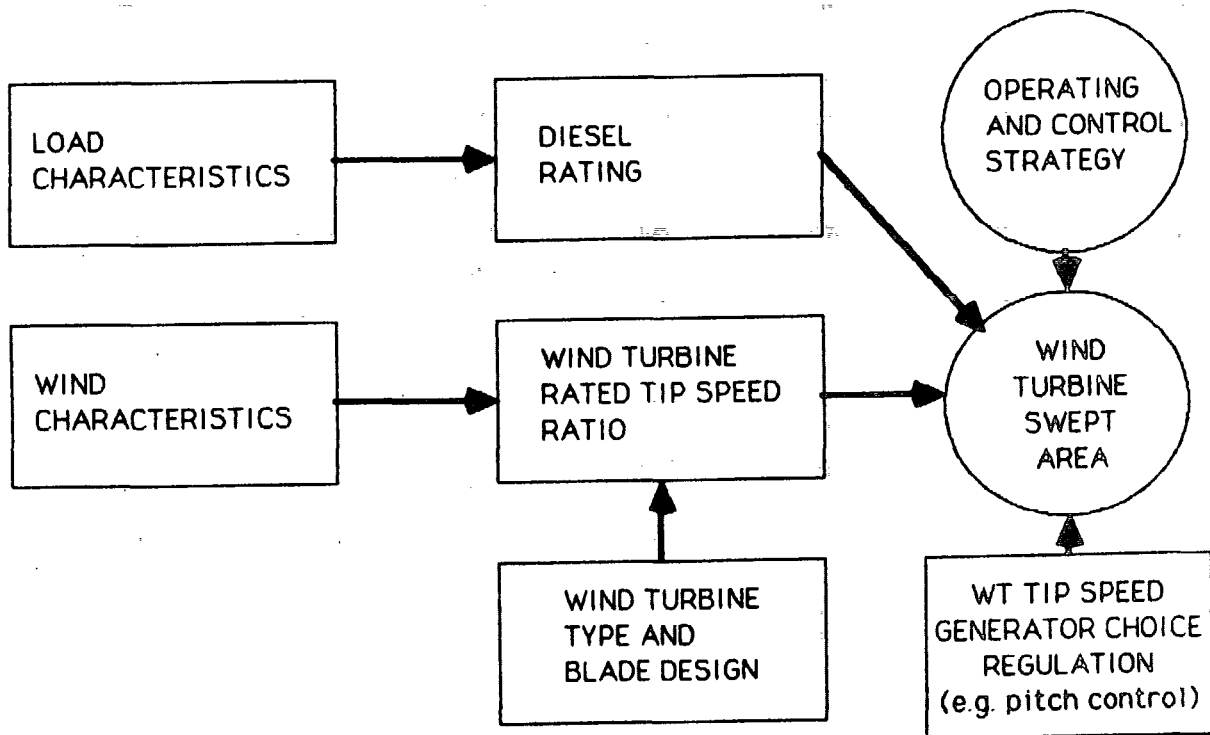 LOAD
CHARACTERISTICS
DIESEL
RATING
OPERATING
AND CONTROL
STRATEGY
WIND
CHARACTERISTICS
WIND TURBINE
RATED TIP SPEED
RATIO
WIND
TURBINE
SWEPT
AREA
WIND TURBINE
TYPE AND
BLADE DESIGN
WT TIP SPEED
GENERATOR CHOICE
REGULATION
(e.g. pitch control)